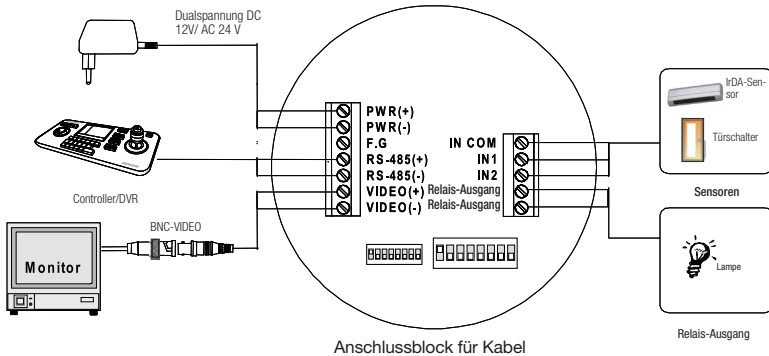 Dualspannung DC
12V/ AC 24 V
Controller/DVR
BNC-VIDEO
Monitor
PWR(+)
PWR(-)
F.G
RS-485(+)
RS-485(-)
VIDEO(+)
VIDEO(-)
IN COM
IN1
IN2
Relais-Ausgang
Relais-Ausgang
IrDA-Sen-
sor
Türschalter
Sensoren
Lampe
Relais-Ausgang
Anschlussblock für Kabel